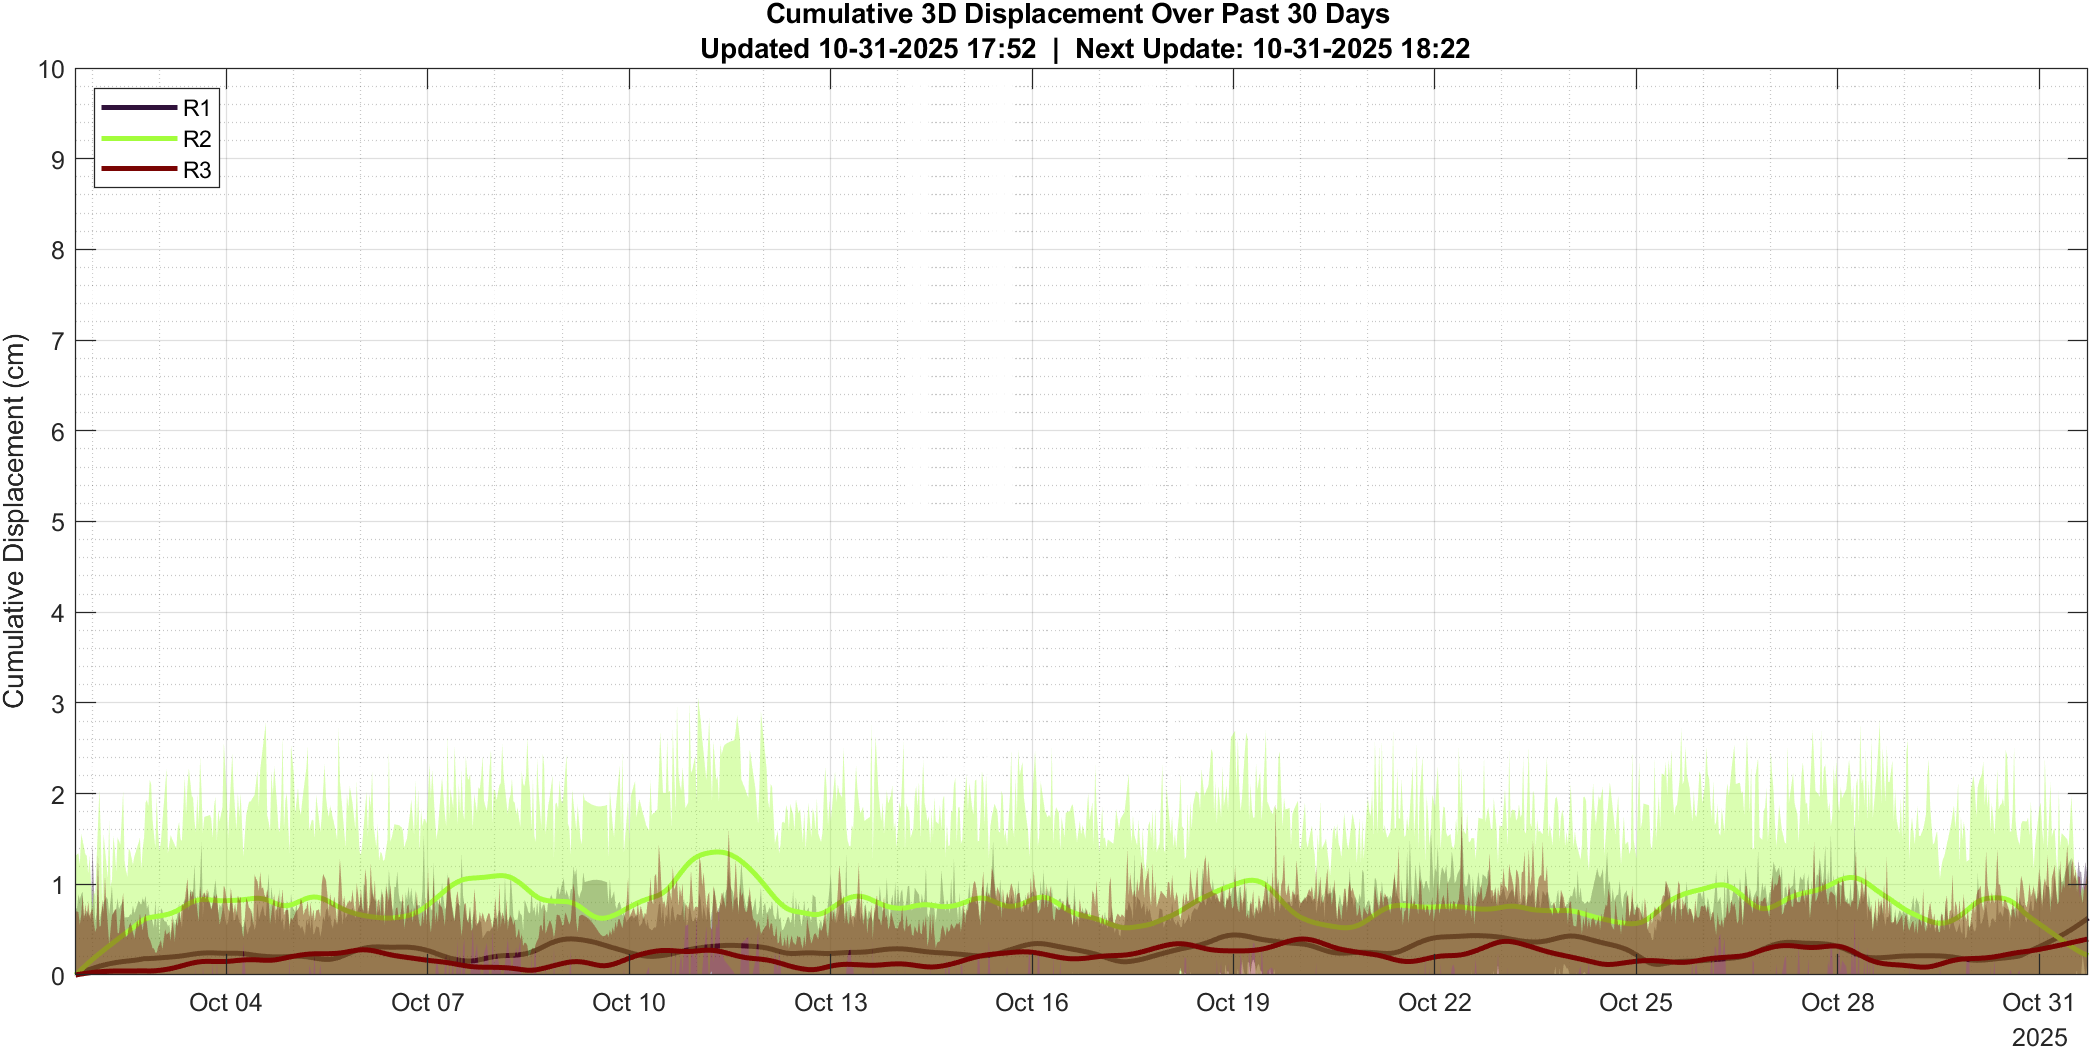 Cumulative 3D Displacement Over Past 30 Days
Updated 10-31-2025 17:52 | Next Update: 10-31-2025 18:22
R1
R2
R3
Cumulative Displacement (cm)
10
9
8
7
6
5
4
3
2
1
0
Oct 04
Oct 07
Oct 10
Oct 13
Oct 16
Oct 19
Oct 22
Oct 25
Oct 28
Oct 31
2025